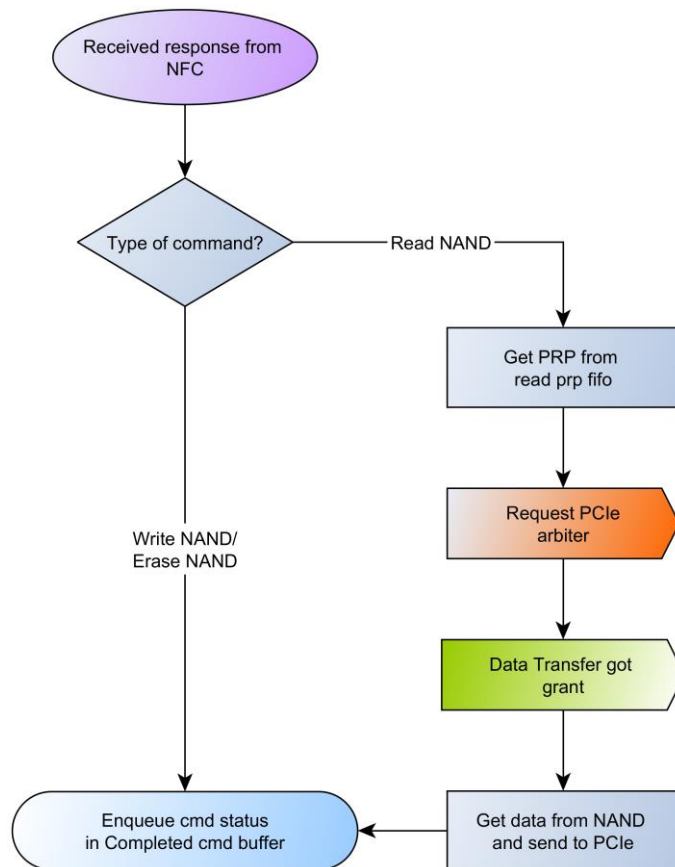 Received response from
NFC
Type of command?
Read NAND
Get PRP from
read prp fifo
Request PCIe
arbiter
Write NAND/
Erase NAND
Data Transfer got
grant
Enqueue cmd status
in Completed cmd buffer
Get data from NAND
and send to PCIe